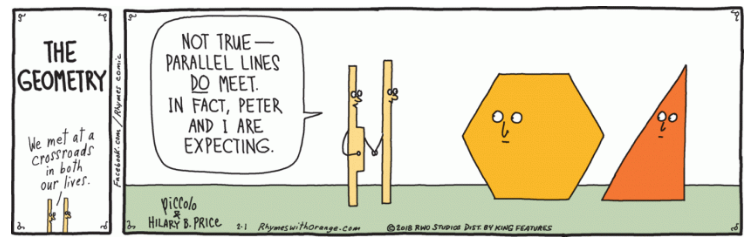 THE
GEOMETRY
We met at a
crossroads
in both
our lives.
Facebook.com/Rhymes comic
NOT TRUE—
PARALLEL LINES
DO MEET.
IN FACT, PETER
AND I ARE
EXPECTING.
Piccolo
&
HILARY B. PRICE
2-1 RhymeswithOrange.com
©2018 RWO STUDIOS DIST. BY KING FEATURES